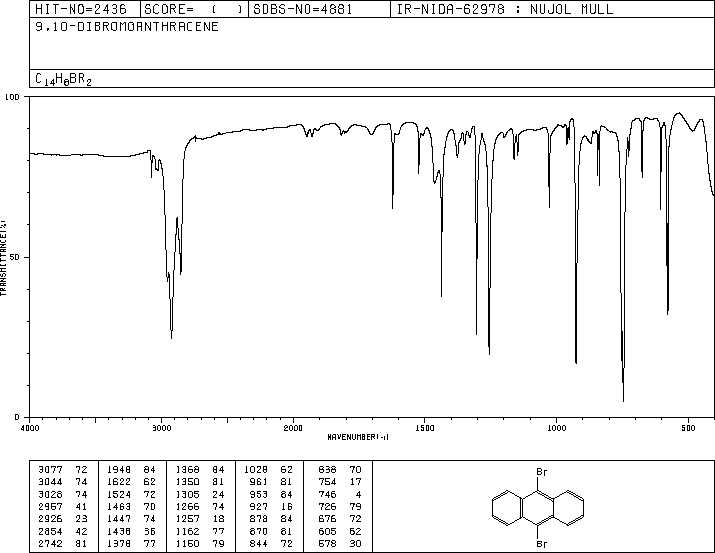 HIT-NO=2436 SCORE= ( ) SDBS-NO=4881 IR-NIDA-62978 : NUJOL MULL
9,10-DIBROMOANTHRACENE
C14H8BR2
100
50
0
TRANSMITTANCE(%)
4000 3000 2000 1500 1000 500
WAVENUMBER(-1)
3077 72 1948 84 1368 84 1028 62 838 70
3044 74 1622 62 1350 81 961 81 754 17
3028 74 1524 72 1305 24 953 84 746 4
2957 41 1463 70 1266 74 927 16 726 79
2926 23 1447 74 1257 18 878 84 676 72
2854 42 1438 36 1162 77 870 81 605 62
2742 81 1378 77 1150 79 844 72 578 30
Br
Br